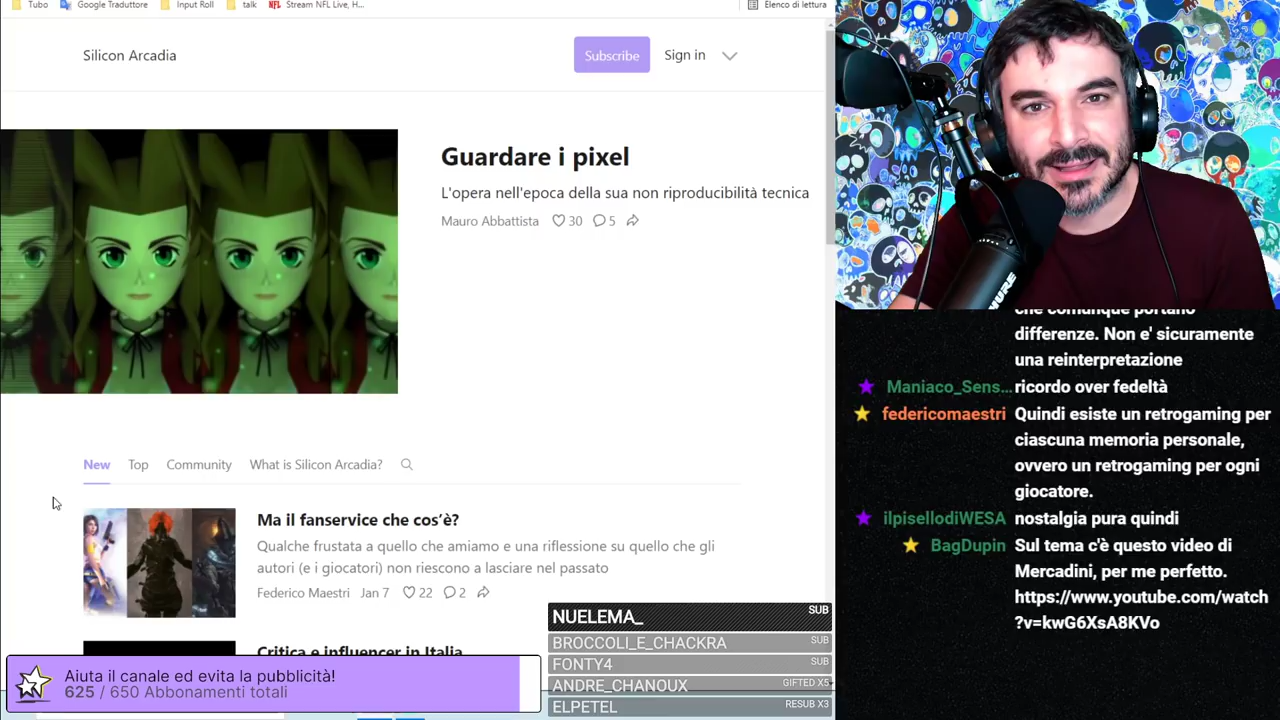 Tubo
Google Traduttore
Input Roll
talk
NFL
Stream NFL Live, H...
Elenco di lettura
Silicon Arcadia
Subscribe
Sign in
Guardare i pixel
L'opera nell'epoca della sua non riproducibilità tecnica
Mauro Abbattista
30
5
New
Top
Community
What is Silicon Arcadia?
Ma il fanservice che cos'è?
Qualche frustata a quello che amiamo e una riflessione su quello che gli
autori (e i giocatori) non riescono a lasciare nel passato
Federico Maestri
Jan 7
22
2
Critica e influencer in Italia
Aiuta il canale ed evita la pubblicità!
625 / 650 Abbonamenti totali
NUELEMA_ SUB
BROCCOLI_E_CHACKRA SUB
FONTY4 SUB
ANDRE_CHANOUX GIFTED X5
ELPETEL RESUB X3
SHURE
che comunque portano
differenze. Non e' sicuramente
una reinterpretazione
Maniaco_Sens... ricordo over fedeltà
federicomaestri Quindi esiste un retrogaming per
ciascuna memoria personale,
ovvero un retrogaming per ogni
giocatore.
ilpisellodiWESA nostalgia pura quindi
BagDupin Sul tema c'è questo video di
Mercadini, per me perfetto.
https://www.youtube.com/watch
?v=kwG6XsA8KVo